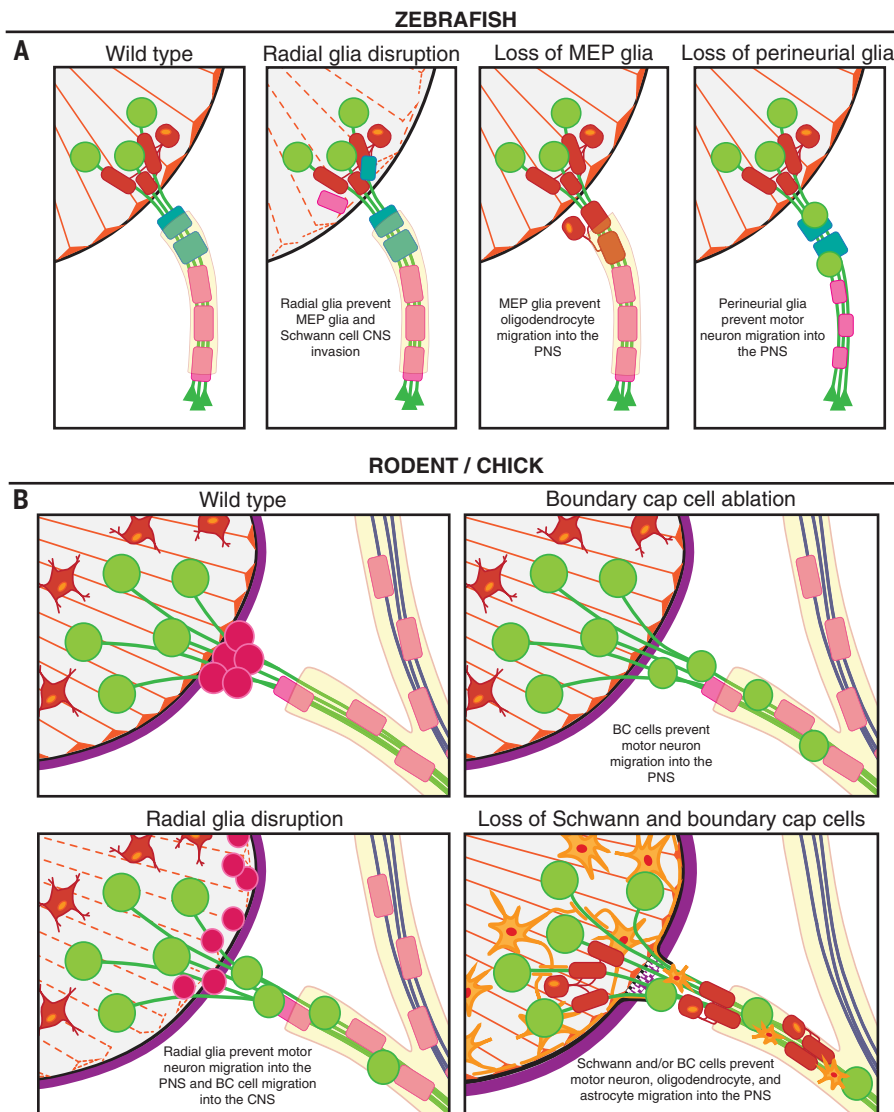 ZEBRAFISH
A
Wild type
Radial glia disruption
Loss of MEP glia
Loss of perineurial glia
Radial glia prevent
MEP glia and
Schwann cell CNS
invasion
MEP glia prevent
oligodendrocyte
migration into the
PNS
Perineurial glia
prevent motor
neuron migration into
the PNS
RODENT / CHICK
B
Wild type
Boundary cap cell ablation
BC cells prevent
motor neuron
migration into the
PNS
Radial glia disruption
Loss of Schwann and boundary cap cells
Radial glia prevent motor
neuron migration into the
PNS and BC cell migration
into the CNS
Schwann and/or BC cells prevent
motor neuron, oligodendrocyte, and
astrocyte migration into the PNS